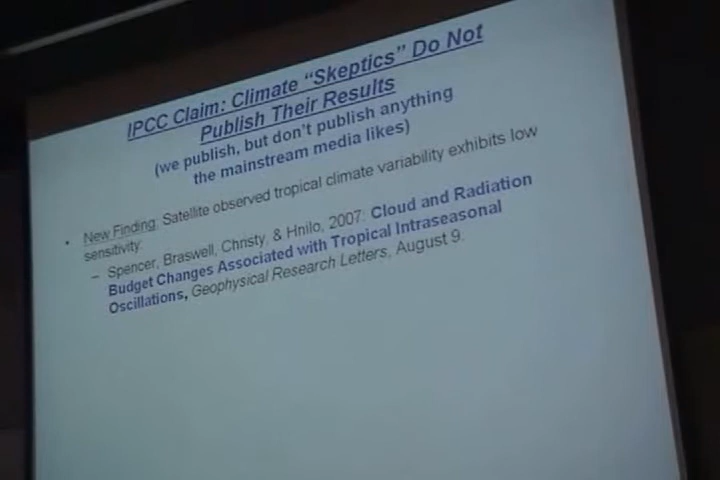 IPCC Claim: Climate "Skeptics" Do Not
Publish Their Results
(we publish, but don't publish anything
the mainstream media likes)
• New Finding: Satellite observed tropical climate variability exhibits low
sensitivity:
– Spencer, Braswell, Christy, & Hnilo, 2007: Cloud and Radiation
Budget Changes Associated with Tropical Intraseasonal
Oscillations, Geophysical Research Letters, August 9.